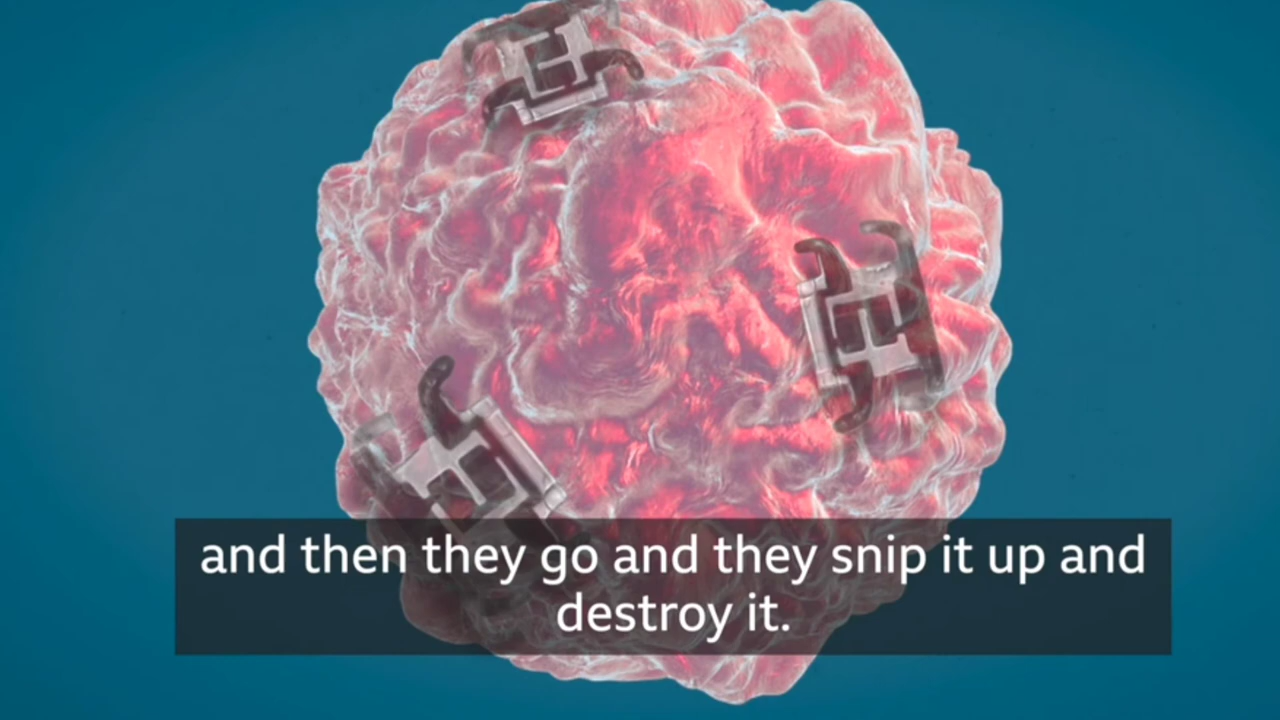 and then they go and they snip it up and
destroy it.